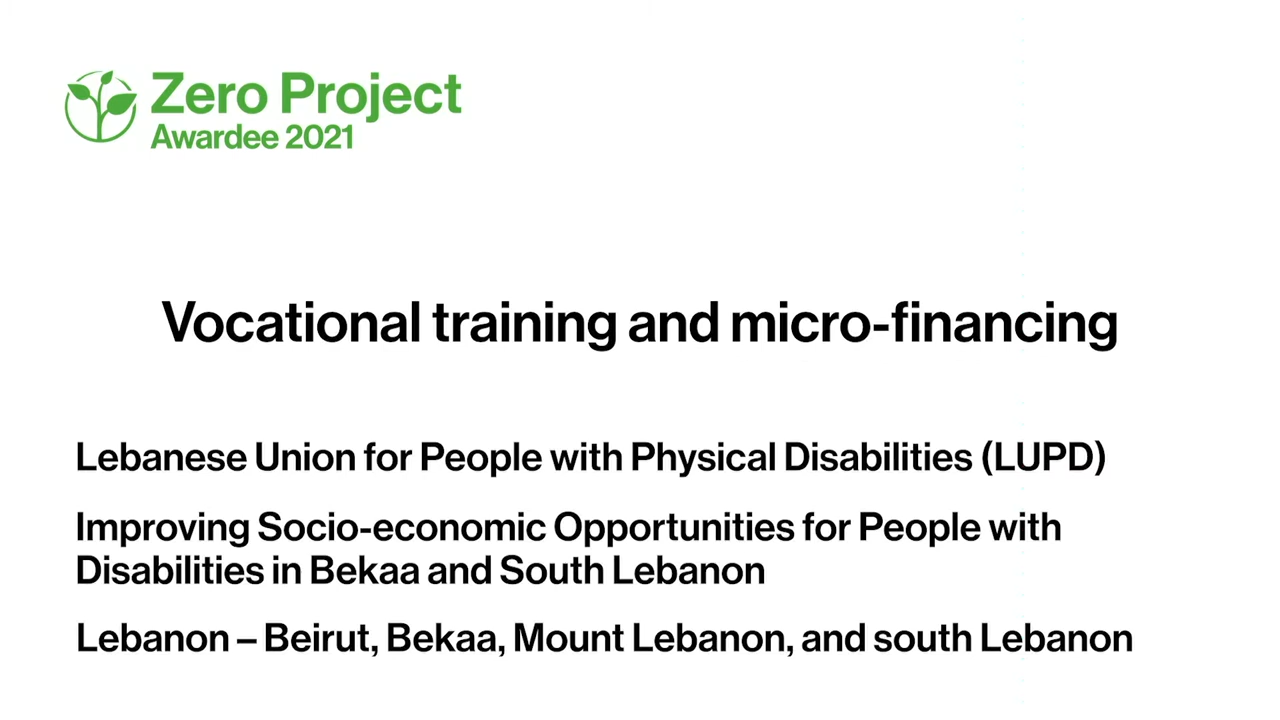 Zero Project
Awardee 2021
Vocational training and micro-financing
Lebanese Union for People with Physical Disabilities (LUPD)
Improving Socio-economic Opportunities for People with
Disabilities in Bekaa and South Lebanon
Lebanon – Beirut, Bekaa, Mount Lebanon, and south Lebanon